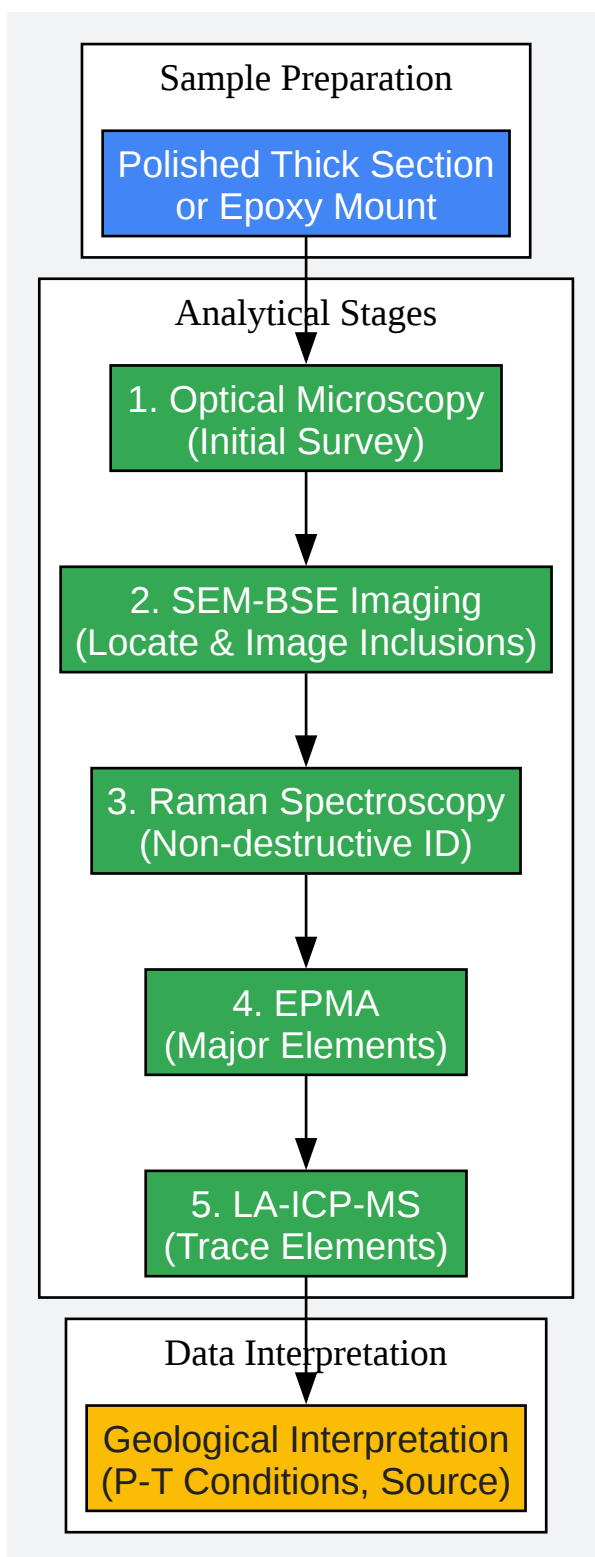 Sample Preparation
Polished Thick Section
or Epoxy Mount
Analytical Stages
1. Optical Microscopy
(Initial Survey)
2. SEM-BSE Imaging
(Locate & Image Inclusions)
3. Raman Spectroscopy
(Non-destructive ID)
4. EPMA
(Major Elements)
5. LA-ICP-MS
(Trace Elements)
Data Interpretation
Geological Interpretation
(P-T Conditions, Source)